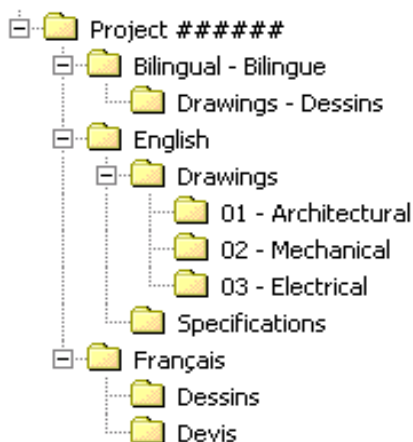 Project ######
Bilingual - Bilingue
Drawings - Dessins
English
Drawings
01 - Architectural
02 - Mechanical
03 - Electrical
Specifications
Français
Dessins
Devis